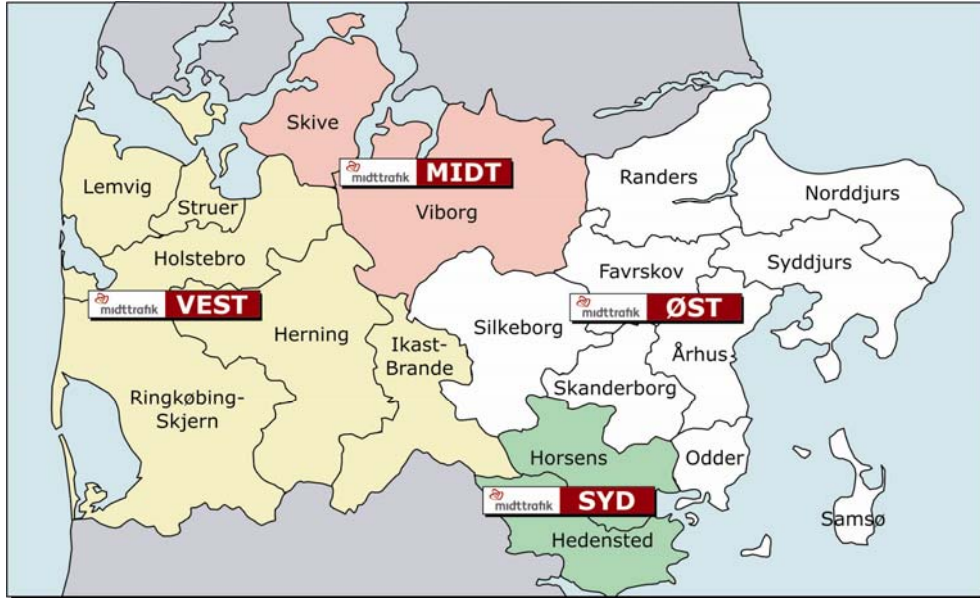 Skive
midttrafik MIDT
Randers
Lemvig
Struer
Viborg
Norddjurs
Holstebro
Favrskov
Syddjurs
midttrafik VEST
midttrafik ØST
Herning
Silkeborg
Ikast-
Brande
Århus
Skanderborg
Ringkøbing-
Skjern
Horsens
Odder
midttrafik SYD
Samsø
Hedensted